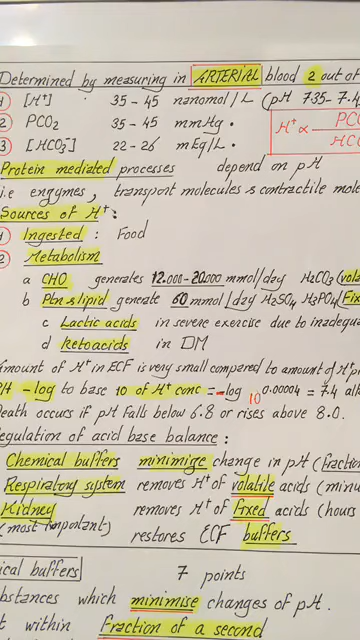 Determined by measuring in ARTERIAL blood 2 out of
1 [H+] 35 - 45 nanomol/L (pH 7.35 - 7.4
2 PCO2 35 - 45 mmHg.
3 [HCO3] 22 - 26 mEq/L.
H+ ∝ PC
HC
Protein mediated processes depend on pH
i.e enzymes, transport molecules & contractile mole
Sources of H+:
1 Ingested: Food
2 Metabolism
a CHO generates 12.000-20.000 mmol/day H2CO3 (vola
b Ptn & lipid generate 60 mmol/day H2SO4 H3PO4 (Fix
c Lactic acids in severe exercise due to inadequa
d ketoacids in DM
Amount of H+ in ECF is very small compared to amount of H+ p
PH -log to base 10 of H+ conc = -log 10 0.00004 = 7.4 alk
Death occurs if pH falls below 6.8 or rises above 8.0.
Regulation of acid base balance:
Chemical buffers minimize change in pH (fraction
Respiratory system removes H+ of volatile acids (minu
Kidney removes H+ of fixed acids (hours
(most important) restores ECF buffers
ical buffers 7 points
bstances which minimise changes of pH.
t within fraction of a second